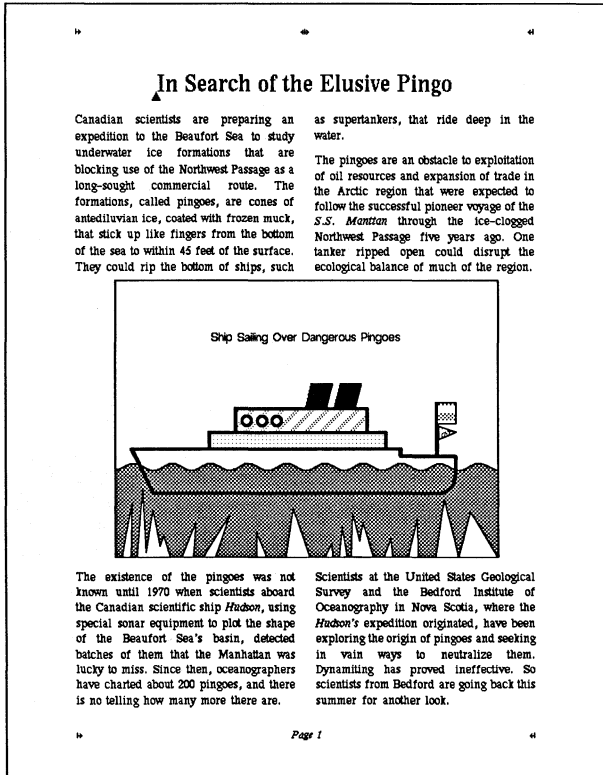 In Search of the Elusive Pingo
Canadian scientists are preparing an
expedition to the Beaufort Sea to study
underwater ice formations that are
blocking use of the Northwest Passage as a
long-sought commercial route. The
formations, called pingoes, are cones of
antediluvian ice, coated with frozen muck,
that stick up like fingers from the bottom
of the sea to within 45 feet of the surface.
They could rip the bottom of ships, such
as supertankers, that ride deep in the
water.
The pingoes are an obstacle to exploitation
of oil resources and expansion of trade in
the Arctic region that were expected to
follow the successful pioneer voyage of the
S.S. Manttan through the ice-clogged
Northwest Passage five years ago. One
tanker ripped open could disrupt the
ecological balance of much of the region.
Ship Sailing Over Dangerous Pingoes
The existence of the pingoes was not
known until 1970 when scientists aboard
the Canadian scientific ship Hudson, using
special sonar equipment to plot the shape
of the Beaufort Sea's basin, detected
batches of them that the Manhattan was
lucky to miss. Since then, oceanographers
have charted about 200 pingoes, and there
is no telling how many more there are.
Scientists at the United States Geological
Survey and the Bedford Institute of
Oceanography in Nova Scotia, where the
Hudson's expedition originated, have been
exploring the origin of pingoes and seeking
in vain ways to neutralize them.
Dynamiting has proved ineffective. So
scientists from Bedford are going back this
summer for another look.
Page 1